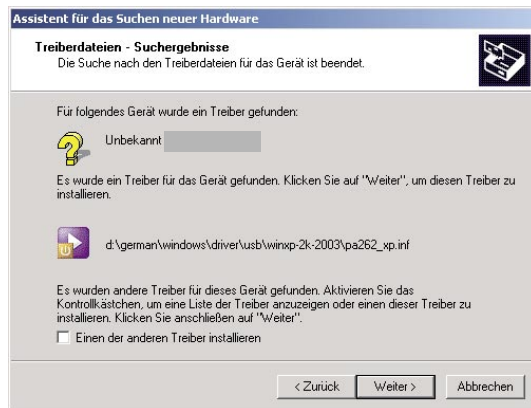 Assistent für das Suchen neuer Hardware
Treiberdateien - Suchergebnisse
Die Suche nach den Treiberdateien für das Gerät ist beendet.
Für folgendes Gerät wurde ein Treiber gefunden:
Unbekannt
Es wurde ein Treiber für das Gerät gefunden. Klicken Sie auf "Weiter", um diesen Treiber zu
installieren.
d:\german\windows\driver\usb\winxp-2k-2003\pa262_xp.inf
Es wurden andere Treiber für dieses Gerät gefunden. Aktivieren Sie das
Kontrollkästchen, um eine Liste der Treiber anzuzeigen oder einen dieser Treiber zu
installieren. Klicken Sie anschließen auf "Weiter".
Einen der anderen Treiber installieren
< Zurück
Weiter >
Abbrechen